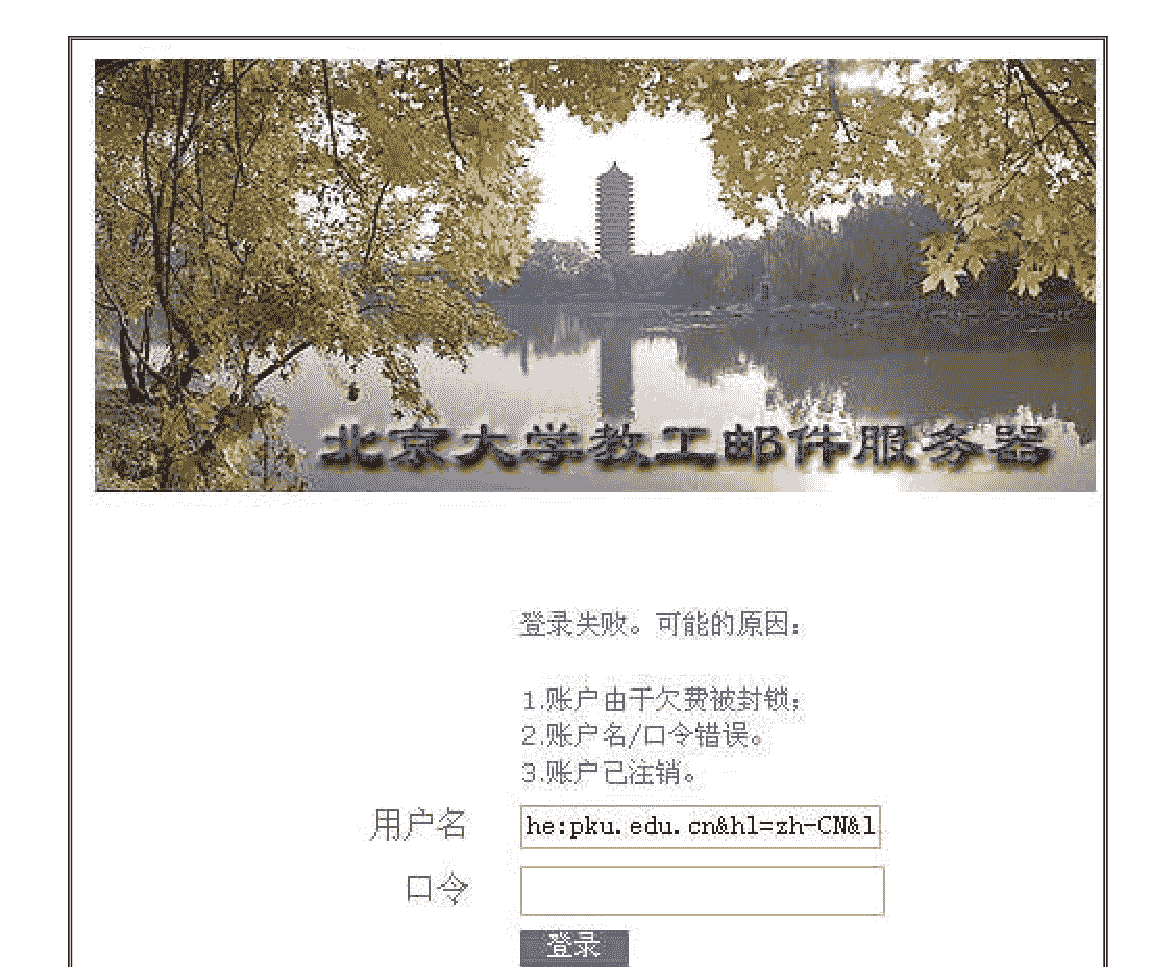 北京大学教工邮件服务器
登录失败。可能的原因:
1.账户由于欠费被封锁;
2.账户名/口令错误。
3.账户已注销。
用户名 he:pku.edu.cn&hl=zh-CN&l
口令
登录